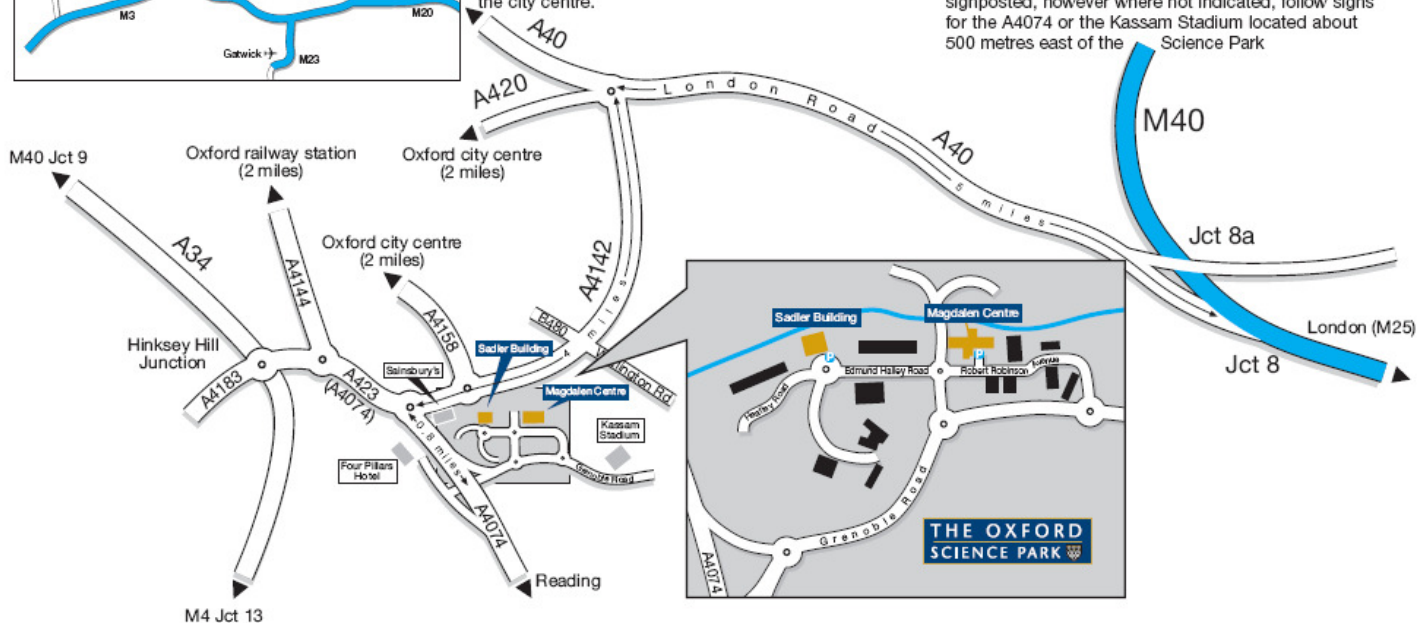 the city centre.
signposted, however where not indicated, follow signs
for the A4074 or the Kassam Stadium located about
500 metres east of the Science Park
M3
M20
Gatwick
M23
A40
A420
London Road
A40
5 miles
M40
Jct 8a
Jct 8
London (M25)
M40 Jct 9
Oxford railway station
(2 miles)
Oxford city centre
(2 miles)
Oxford city centre
(2 miles)
A34
A4144
A4158
A4142
miles
B480
Hinksey Hill
Junction
A4183
A423
(A4074)
Sainsbury's
Sadler Building
Magdalen Centre
Kassam
Stadium
0.8 miles
Four Pillars
Hotel
Grenoble Road
A4074
Reading
M4 Jct 13
Sadler Building
Magdalen Centre
P
P
Edmund Halley Road
Robert Robinson
Avenue
Road
Grenoble Road
A4074
THE OXFORD
SCIENCE PARK